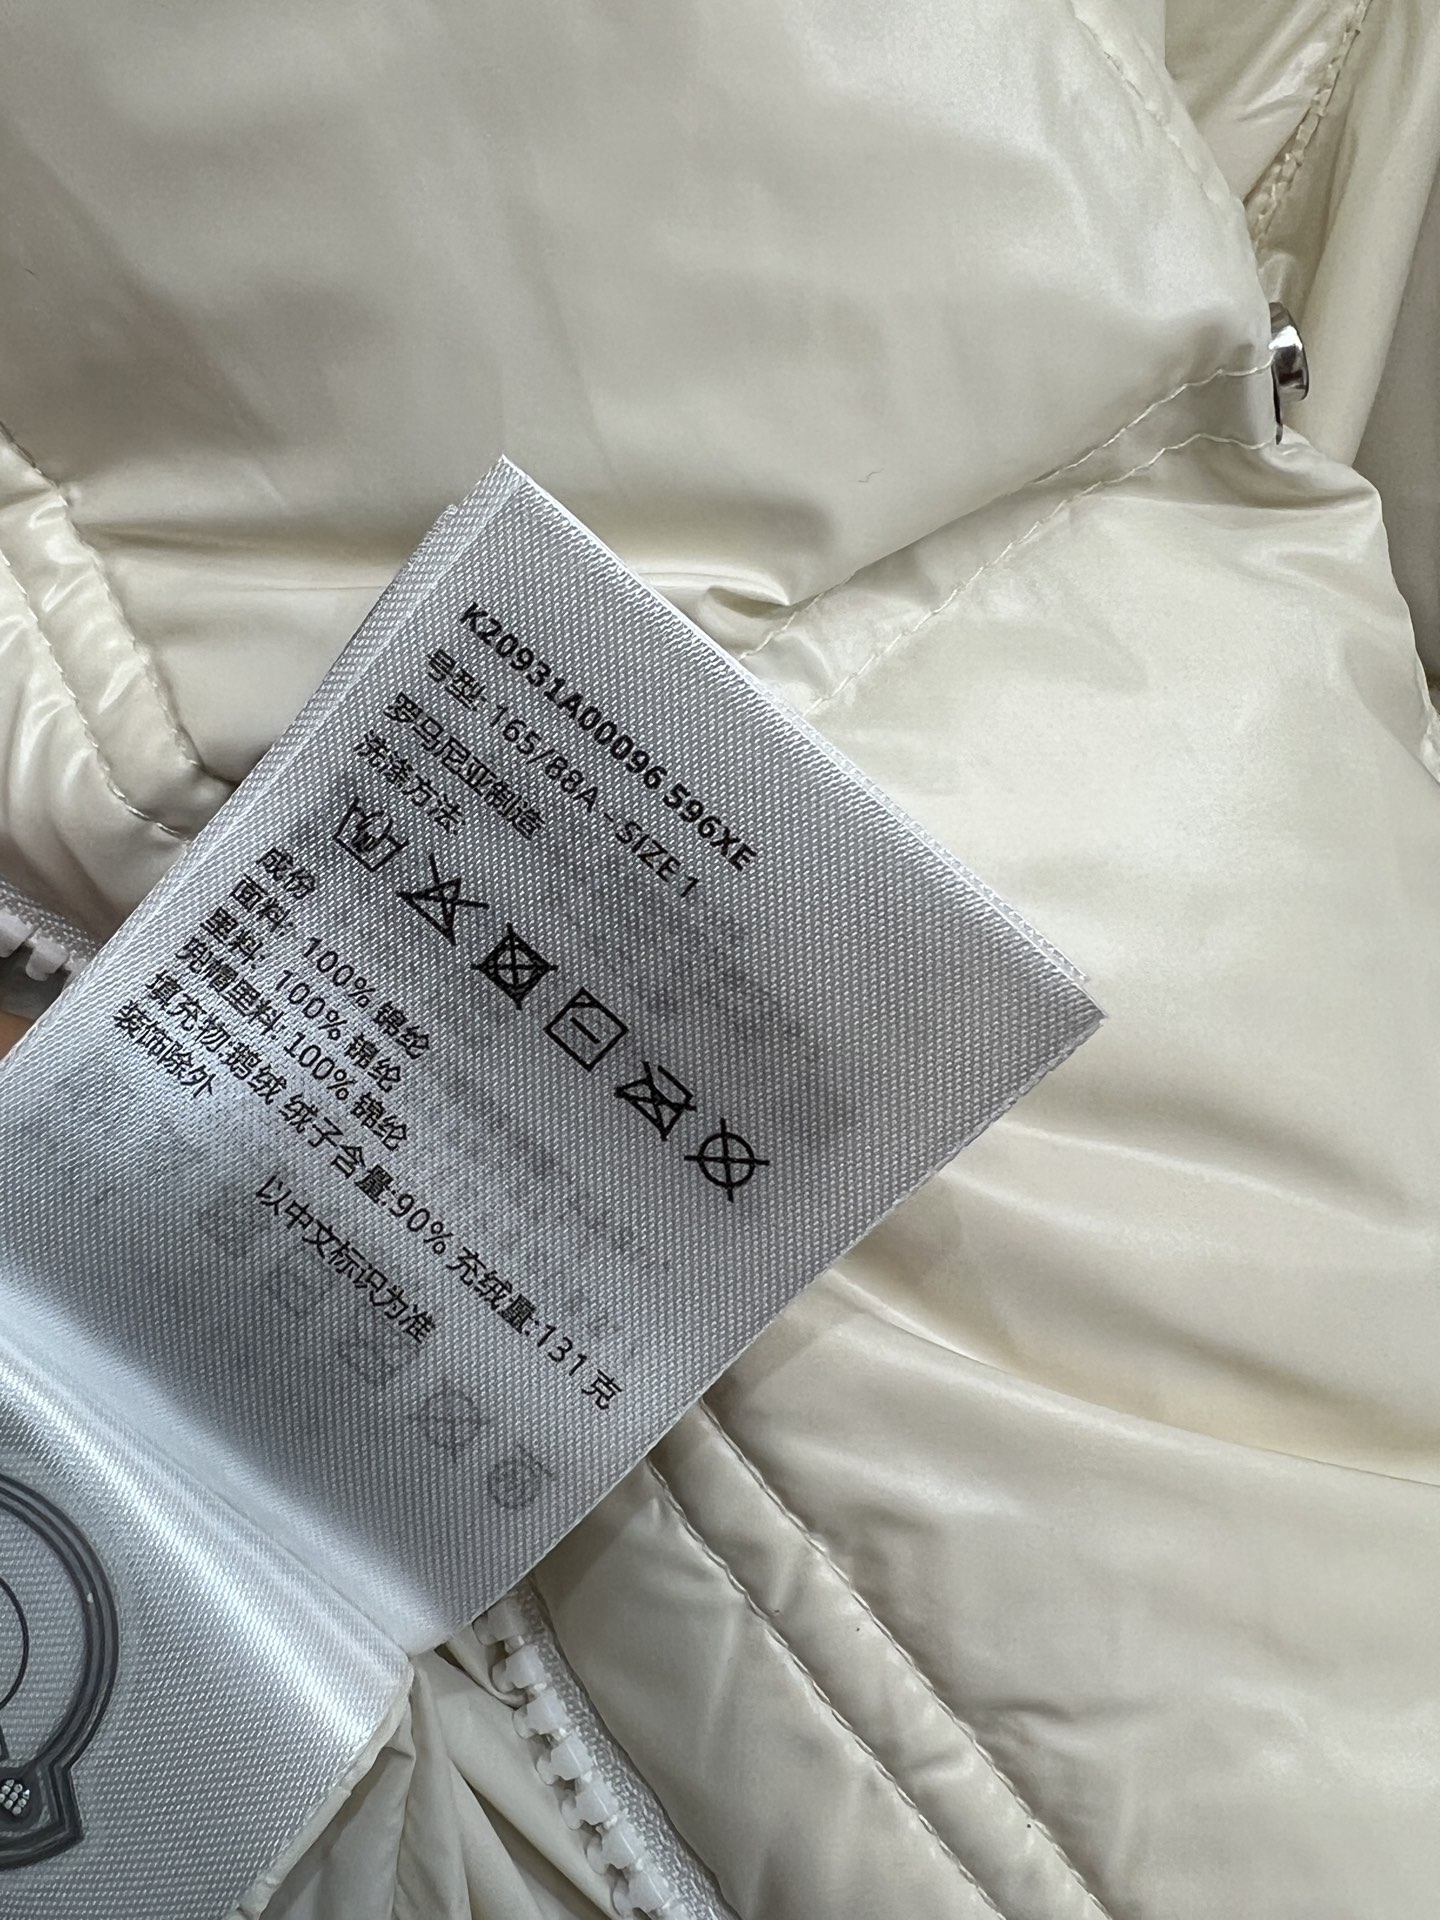 K20931A00096 596XE
号型: 165/88A - SIZE 1
罗马尼亚制造
洗涤方法:
成份
面料: 100% 锦纶
里料: 100% 锦纶
兜帽里料: 100% 锦纶
填充物:鹅绒 绒子含量:90% 充绒量:131 克
装饰除外
以中文标识为准